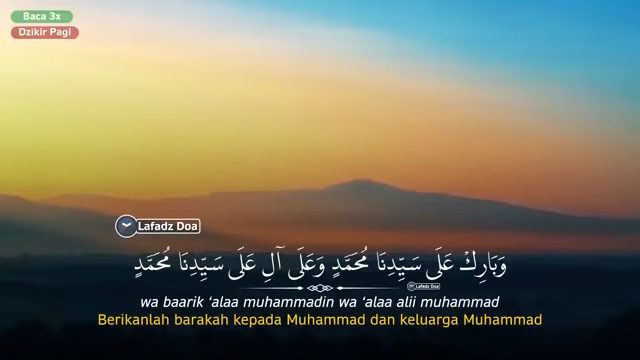 Baca 3x
Dzikir Pagi
Lafadz Doa
وَبَارِكْ عَلَى سَيِّدِنَا مُحَمَّدٍ وَعَلَى آلِ عَلَى سَيِّدِنَا مُحَمَّدٍ
Lafadz Doa
wa baarik ‘alaa muhammadin wa ‘alaa alii muhammad
Berikanlah barakah kepada Muhammad dan keluarga Muhammad